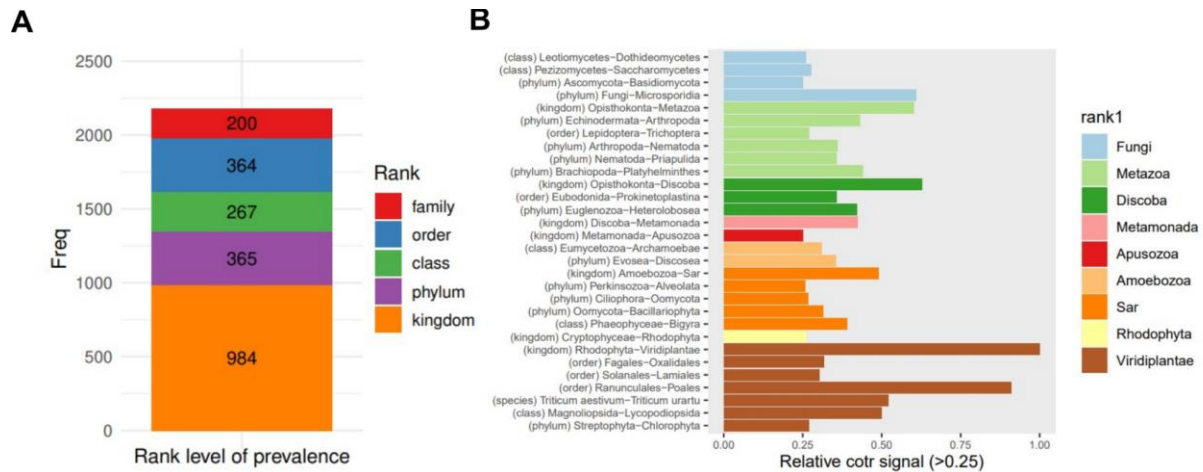 A
2500
2000
1500
1000
500
0
Freq
200
364
267
365
984
Rank level of prevalence
Rank
family
order
class
phylum
kingdom
B
(class) Leotiomycetes−Dothideomycetes
(class) Pezizomycetes−Saccharomycetes
(phylum) Ascomycota−Basidiomycota
(phylum) Fungi−Microsporidia
(kingdom) Opisthokonta−Metazoa
(phylum) Echinodermata−Arthropoda
(order) Lepidoptera−Trichoptera
(phylum) Arthropoda−Nematoda
(phylum) Nematoda−Priapulida
(phylum) Brachiopoda−Platyhelminthes
(kingdom) Opisthokonta−Discoba
(order) Eubodonida−Prokinetoplastina
(phylum) Euglenozoa−Heterolobosea
(kingdom) Discoba−Metamonada
(kingdom) Metamonada−Apusozoa
(class) Eumycetozoa−Archamoebae
(phylum) Evosea−Discosea
(kingdom) Amoebozoa−Sar
(phylum) Perkinsozoa−Alveolata
(phylum) Ciliophora−Oomycota
(phylum) Oomycota−Bacillariophyta
(class) Phaeophyceae−Bigyra
(kingdom) Cryptophyceae−Rhodophyta
(kingdom) Rhodophyta−Viridiplantae
(order) Fagales−Oxalidales
(order) Solanales−Lamiales
(order) Ranunculales−Poales
(species) Triticum aestivum−Triticum urartu
(class) Magnoliopsida−Lycopodiopsida
(phylum) Streptophyta−Chlorophyta
0.00 0.25 0.50 0.75 1.00
Relative cotr signal (>0.25)
rank1
Fungi
Metazoa
Discoba
Metamonada
Apusozoa
Amoebozoa
Sar
Rhodophyta
Viridiplantae